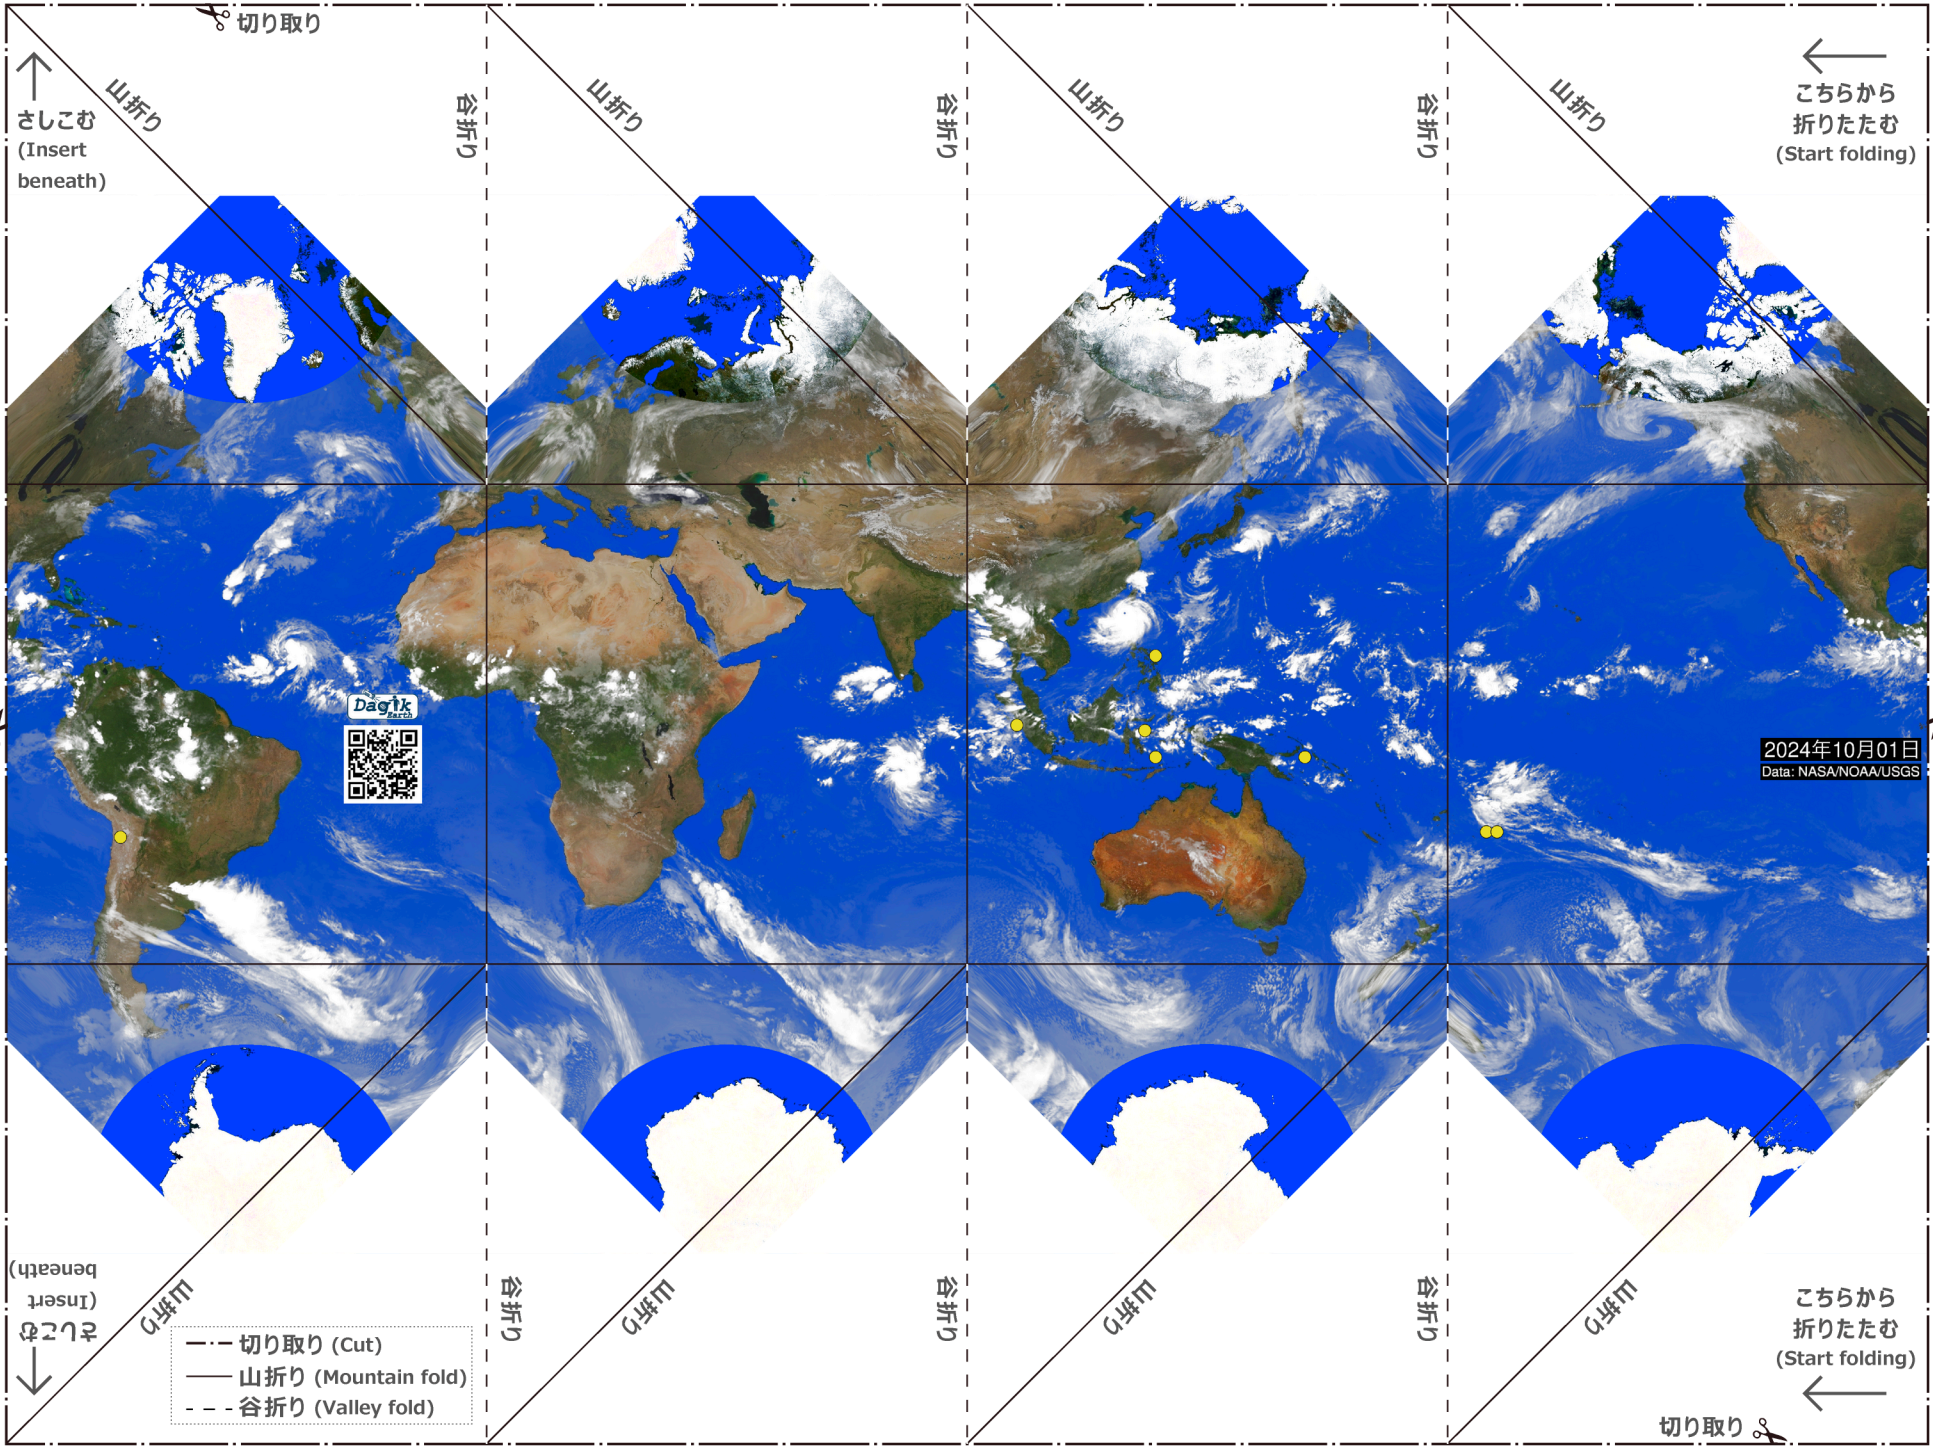 切り取り
山折り
谷折り
山折り
谷折り
山折り
谷折り
山折り
さしこむ
(Insert
beneath)
こちらから
折りたたむ
(Start folding)
Dagik
Earth
2024年10月01日
Data: NASA/NOAA/USGS
さしこむ
(Insert
beneath)
山折り
谷折り
山折り
谷折り
山折り
谷折り
山折り
切り取り (Cut)
山折り (Mountain fold)
谷折り (Valley fold)
こちらから
折りたたむ
(Start folding)
切り取り